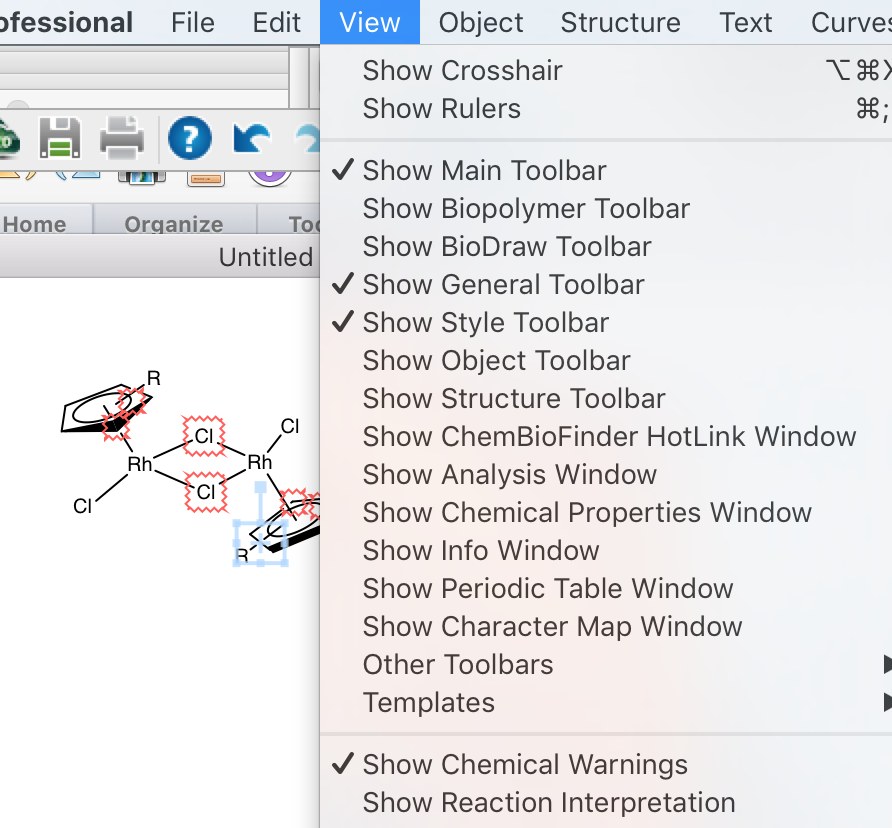 ofessional File Edit View Object Structure Text Curves
Show Crosshair ⌥⌘X
Show Rulers ⌘;
✓ Show Main Toolbar
Show Biopolymer Toolbar
Show BioDraw Toolbar
✓ Show General Toolbar
✓ Show Style Toolbar
Show Object Toolbar
Show Structure Toolbar
Show ChemBioFinder HotLink Window
Show Analysis Window
Show Chemical Properties Window
Show Info Window
Show Periodic Table Window
Show Character Map Window
Other Toolbars
Templates
✓ Show Chemical Warnings
Show Reaction Interpretation
?
Home Organize Too
Untitled
R
Cl Cl
Rh Rh
Cl Cl
R